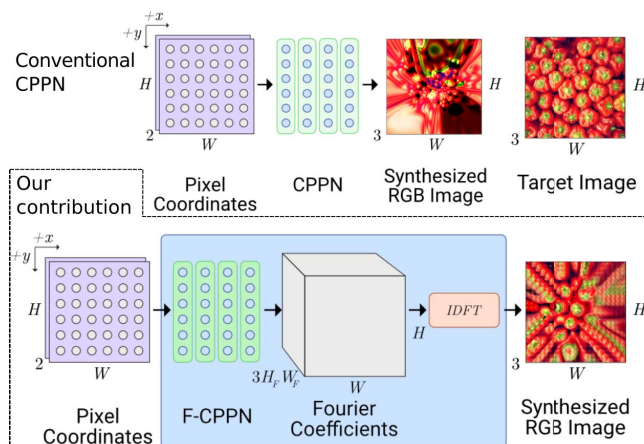 +x
+y
Conventional
CPPN
H
2
W
3
H
W
3
H
W
Pixel
Coordinates
CPPN
Synthesized
RGB Image
Target Image
Our
contribution
+x
+y
H
2
W
3H_F W_F
W
H
IDFT
3
H
W
Pixel
Coordinates
F-CPPN
Fourier
Coefficients
Synthesized
RGB Image